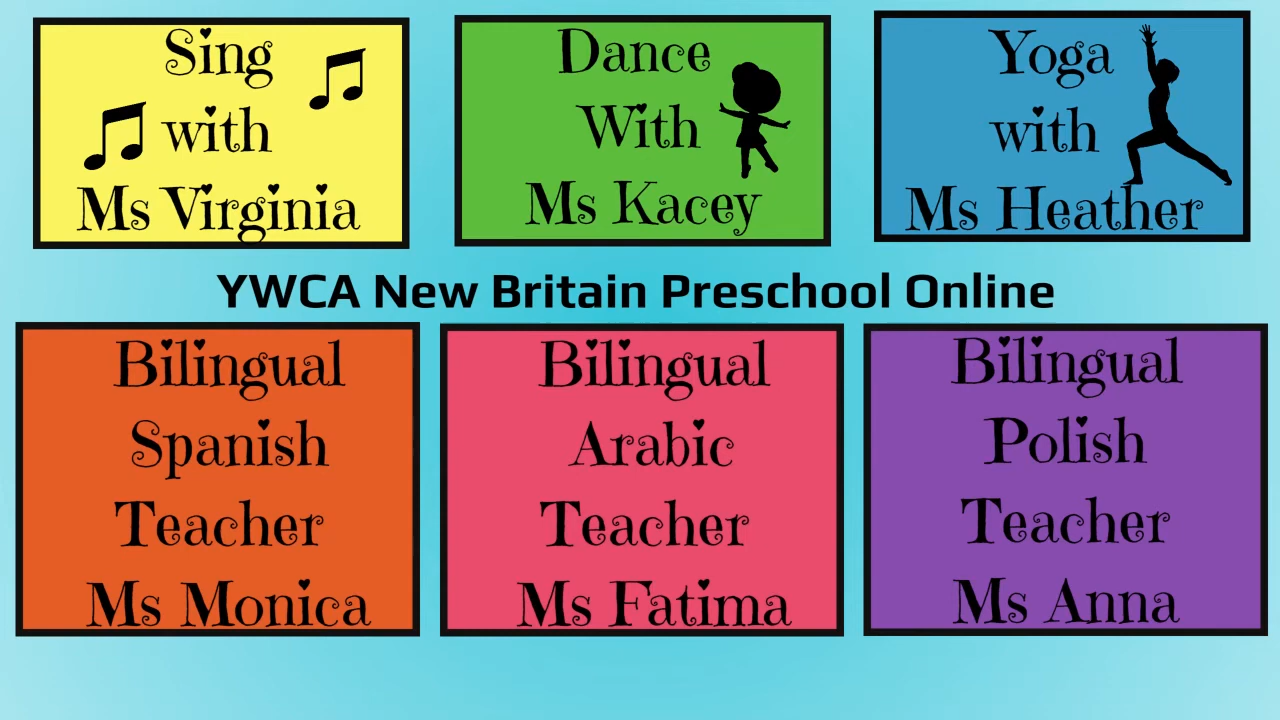 Sing
with
Ms Virginia
Dance
With
Ms Kacey
Yoga
with
Ms Heather
YWCA New Britain Preschool Online
Bilingual
Spanish
Teacher
Ms Monica
Bilingual
Arabic
Teacher
Ms Fatima
Bilingual
Polish
Teacher
Ms Anna